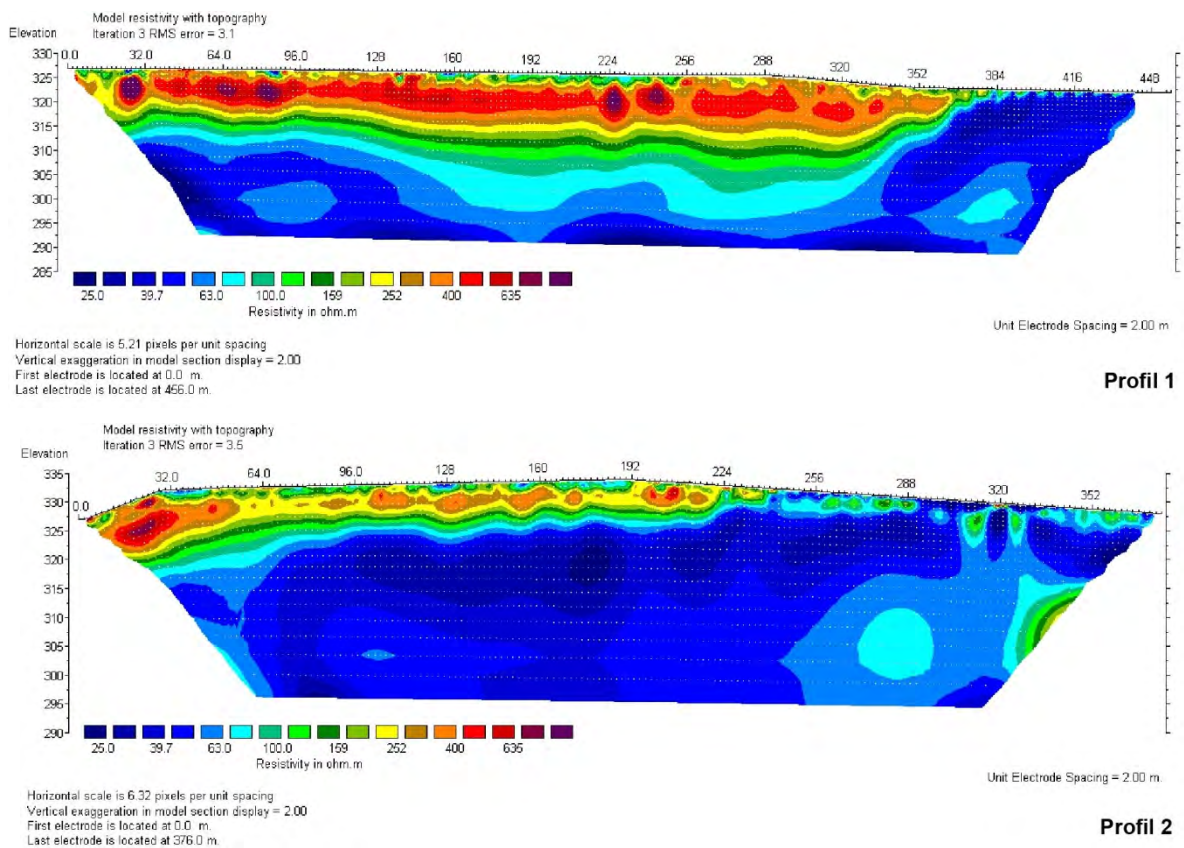 Model resistivity with topography
Iteration 3 RMS error = 3.1
Elevation
330
0.0 32.0 64.0 96.0 128 160 192 224 256 288 320 352 384 416 448
325
320
315
310
305
300
295
290
285
25.0 39.7 63.0 100.0 159 252 400 635
Resistivity in ohm.m
Unit Electrode Spacing = 2.00 m
Horizontal scale is 5.21 pixels per unit spacing
Vertical exaggeration in model section display = 2.00
First electrode is located at 0.0 m.
Last electrode is located at 456.0 m.
Profil 1
Model resistivity with topography
Iteration 3 RMS error = 3.5
Elevation
335
0.0 32.0 64.0 96.0 128 160 192 224 256 288 320 352
330
325
320
315
310
305
300
295
290
25.0 39.7 63.0 100.0 159 252 400 635
Resistivity in ohm.m
Unit Electrode Spacing = 2.00 m.
Horizontal scale is 6.32 pixels per unit spacing
Vertical exaggeration in model section display = 2.00
First electrode is located at 0.0 m.
Last electrode is located at 376.0 m.
Profil 2